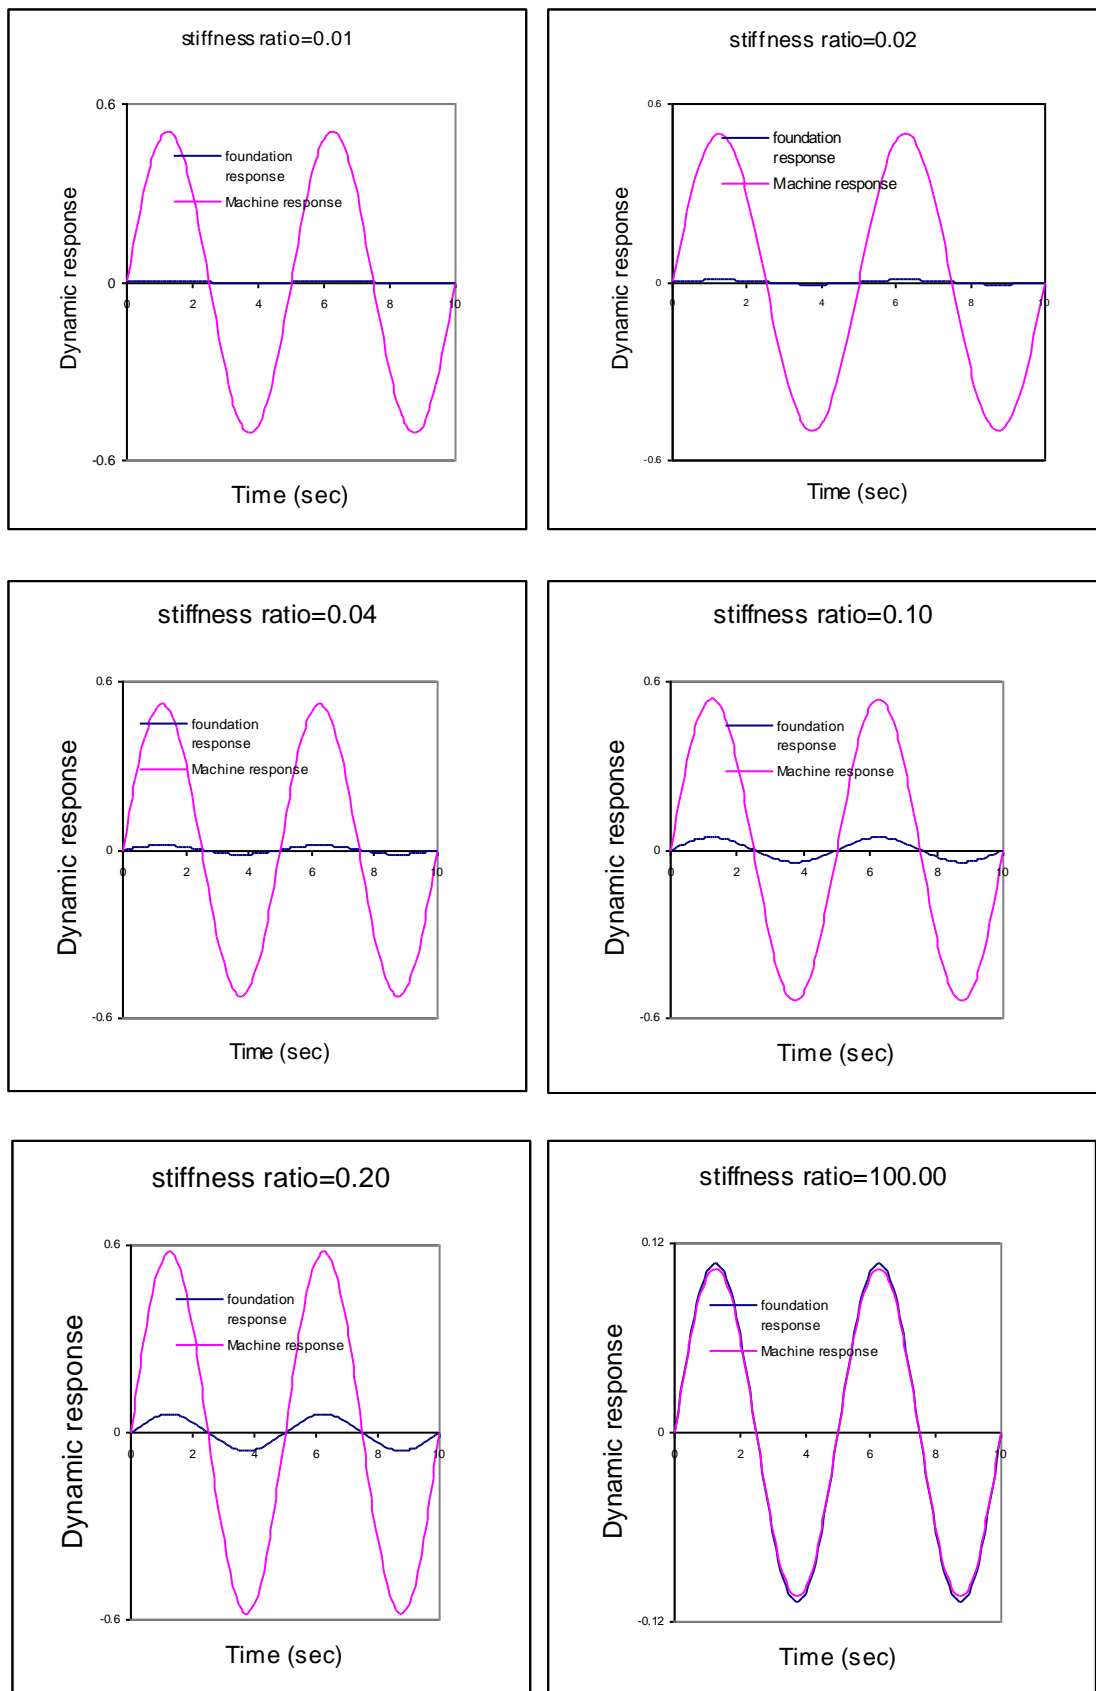 stiffness ratio=0.01
0.6
foundation
response
Machine response
0
0
2
4
6
8
10
-0.6
Dynamic response
Time (sec)
stiffness ratio=0.02
0.6
foundation
response
Machine response
0
0
2
4
6
8
10
-0.6
Dynamic response
Time (sec)
stiffness ratio=0.04
0.6
foundation
response
Machine response
0
0
2
4
6
8
10
-0.6
Dynamic response
Time (sec)
stiffness ratio=0.10
0.6
foundation
response
Machine response
0
0
2
4
6
8
10
-0.6
Dynamic response
Time (sec)
stiffness ratio=0.20
0.6
foundation
response
Machine response
0
0
2
4
6
8
10
-0.6
Dynamic response
Time (sec)
stiffness ratio=100.00
0.12
foundation
response
Machine response
0
0
2
4
6
8
10
-0.12
Dynamic response
Time (sec)